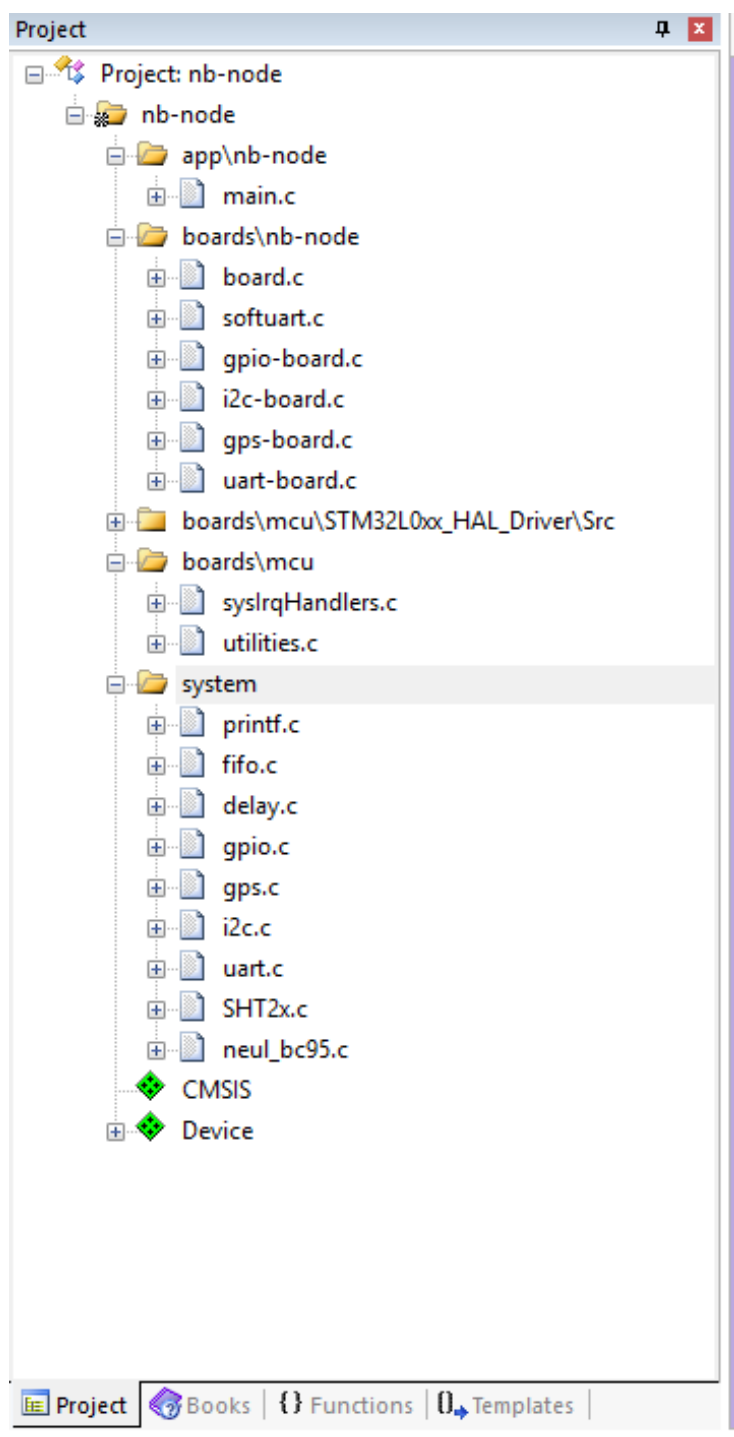 Project
Project: nb-node
nb-node
app\nb-node
main.c
boards\nb-node
board.c
softuart.c
gpio-board.c
i2c-board.c
gps-board.c
uart-board.c
boards\mcu\STM32L0xx_HAL_Driver\Src
boards\mcu
sysIrqHandlers.c
utilities.c
system
printf.c
fifo.c
delay.c
gpio.c
gps.c
i2c.c
uart.c
SHT2x.c
neul_bc95.c
CMSIS
Device
Project Books {} Functions 0 Templates